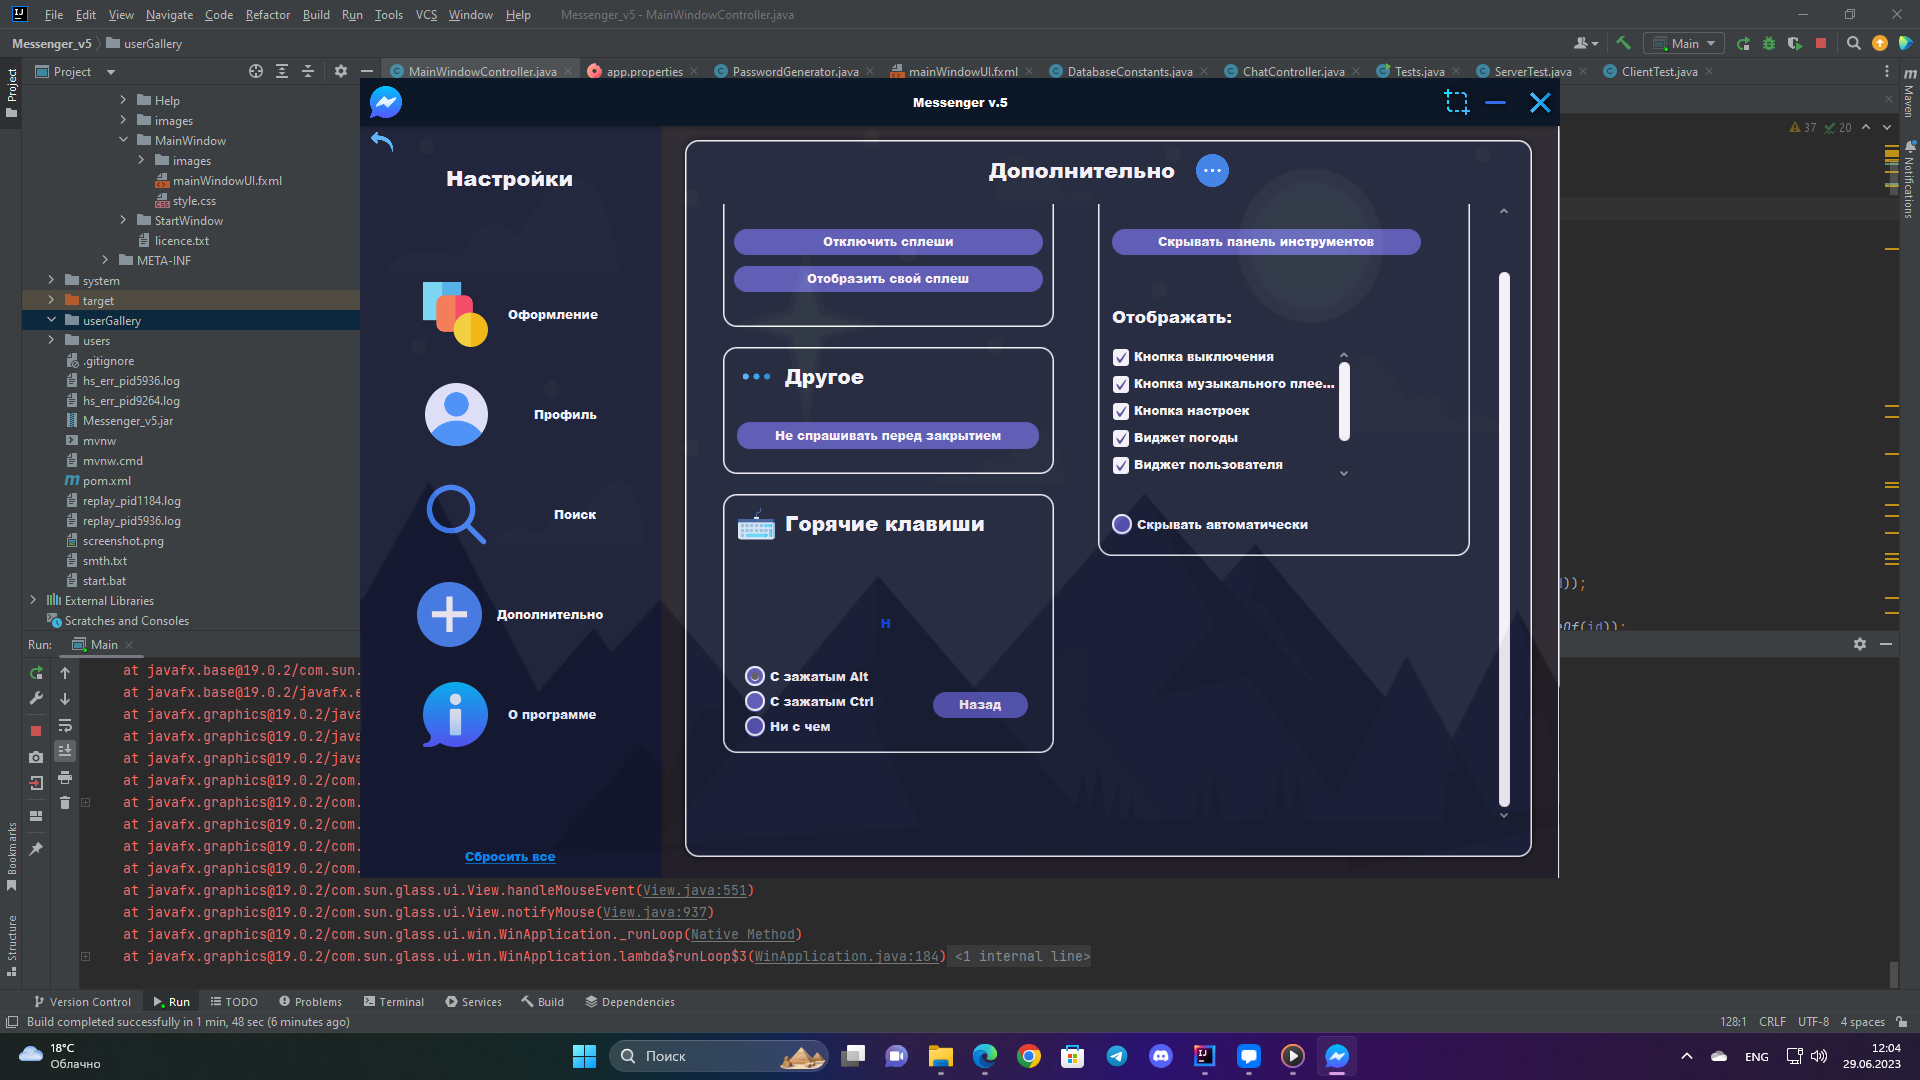 File Edit View Navigate Code Refactor Build Run Tools VCS Window Help Messenger_v5 - MainWindowController.java
Messenger_v5 userGallery Main
Project MainWindowController.java app.properties PasswordGenerator.java mainWindowUI.fxml DatabaseConstants.java ChatController.java Tests.java ServerTest.java ClientTest.java
Project
Maven
Notifications
37 20
Help
images
MainWindow
images
mainWindowUI.fxml
style.css
StartWindow
licence.txt
META-INF
system
target
userGallery
users
.gitignore
hs_err_pid5936.log
hs_err_pid9264.log
Messenger_v5.jar
mvnw
mvnw.cmd
pom.xml
replay_pid1184.log
replay_pid5936.log
screenshot.png
smth.txt
start.bat
External Libraries
Scratches and Consoles
Messenger v.5
Настройки
Оформление
Профиль
Поиск
Дополнительно
О программе
Сбросить все
Дополнительно
Отключить сплеши
Отобразить свой сплеш
Другое
Не спрашивать перед закрытием
Горячие клавиши
H
С зажатым Alt
С зажатым Ctrl
Ни с чем
Назад
Скрывать панель инструментов
Отображать:
Кнопка выключения
Кнопка музыкального плее...
Кнопка настроек
Виджет погоды
Виджет пользователя
Скрывать автоматически
));
eOf(id));
Run: Main
at javafx.base@19.0.2/com.sun.
at javafx.base@19.0.2/javafx.e
at javafx.graphics@19.0.2/java
at javafx.graphics@19.0.2/java
at javafx.graphics@19.0.2/java
at javafx.graphics@19.0.2/com.
at javafx.graphics@19.0.2/com.
at javafx.graphics@19.0.2/com.
at javafx.graphics@19.0.2/com.
at javafx.graphics@19.0.2/com.
at javafx.graphics@19.0.2/com.sun.glass.ui.View.handleMouseEvent(View.java:551)
at javafx.graphics@19.0.2/com.sun.glass.ui.View.notifyMouse(View.java:937)
at javafx.graphics@19.0.2/com.sun.glass.ui.win.WinApplication._runLoop(Native Method)
at javafx.graphics@19.0.2/com.sun.glass.ui.win.WinApplication.lambda$runLoop$3(WinApplication.java:184) <1 internal line>
Bookmarks
Structure
Version Control Run TODO Problems Terminal Services Build Dependencies
Build completed successfully in 1 min, 48 sec (6 minutes ago) 128:1 CRLF UTF-8 4 spaces
18°C
Облачно
Поиск
ENG
12:04
29.06.2023